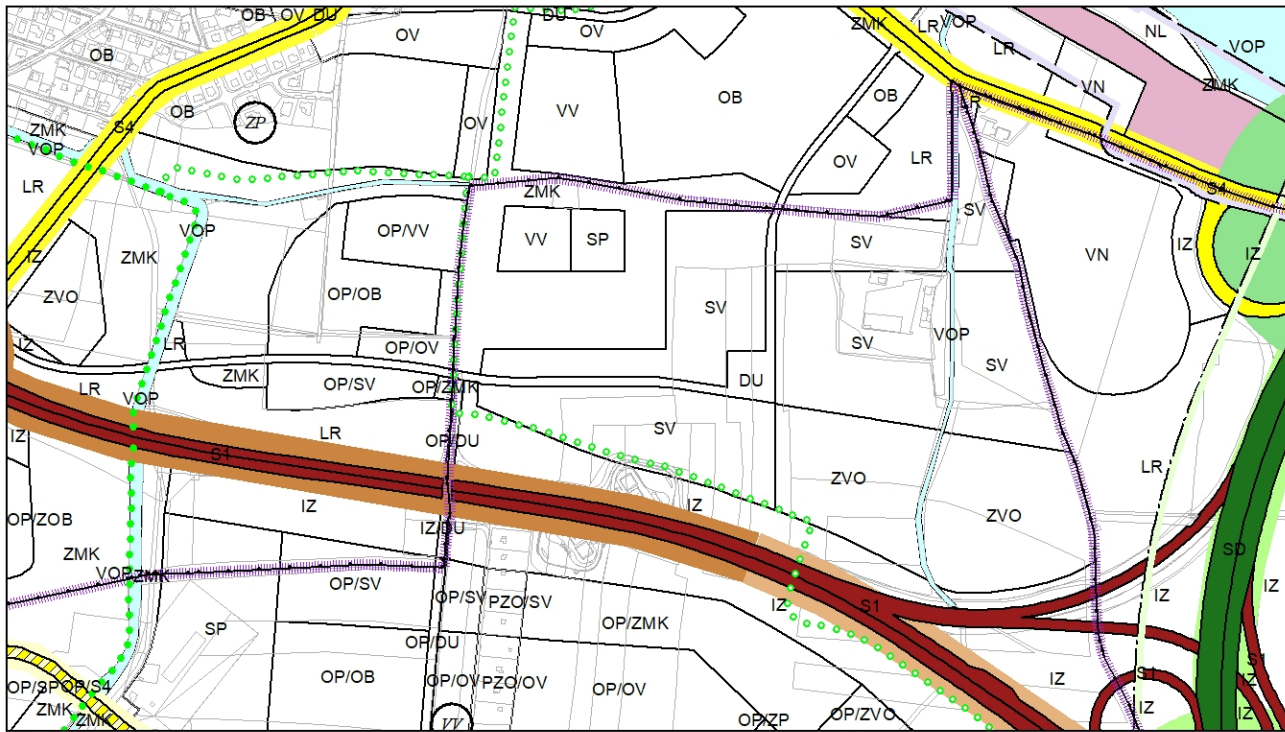 OB OV DU
OV
DU
OV
ZMK
LR
VOP
LR
NL
VOP
OB
VN
ZMK
VV
OB
OB
OB
ZP
OV
LR
ZMK
VOP
S4
OV
LR
LR
ZMK
S4
SV
VOP
OP/VV
VV
SP
SV
IZ
ZMK
VN
IZ
IZ
ZVO
OP/OB
SV
VOP
SV
SV
IZ
LR
OP/OV
ZMK
OP/SV
OP/ZMK
DU
LR
VOP
LR
OP/DU
SV
IZ
S1
LR
ZVO
IZ
IZ
ZVO
OP/ZOB
IZ/DU
SD
ZMK
VOP
ZMK
OP/SV
OP/SV
PZO/SV
IZ
S1
IZ
IZ
SP
OP/DU
OP/ZMK
S1
OP/SP
OP/S4
OP/OB
OP/OV
PZO/OV
OP/OV
IZ
S1
IZ
ZMK
ZMK
VV
OP/ZP
OP/ZVO
IZ
IZ